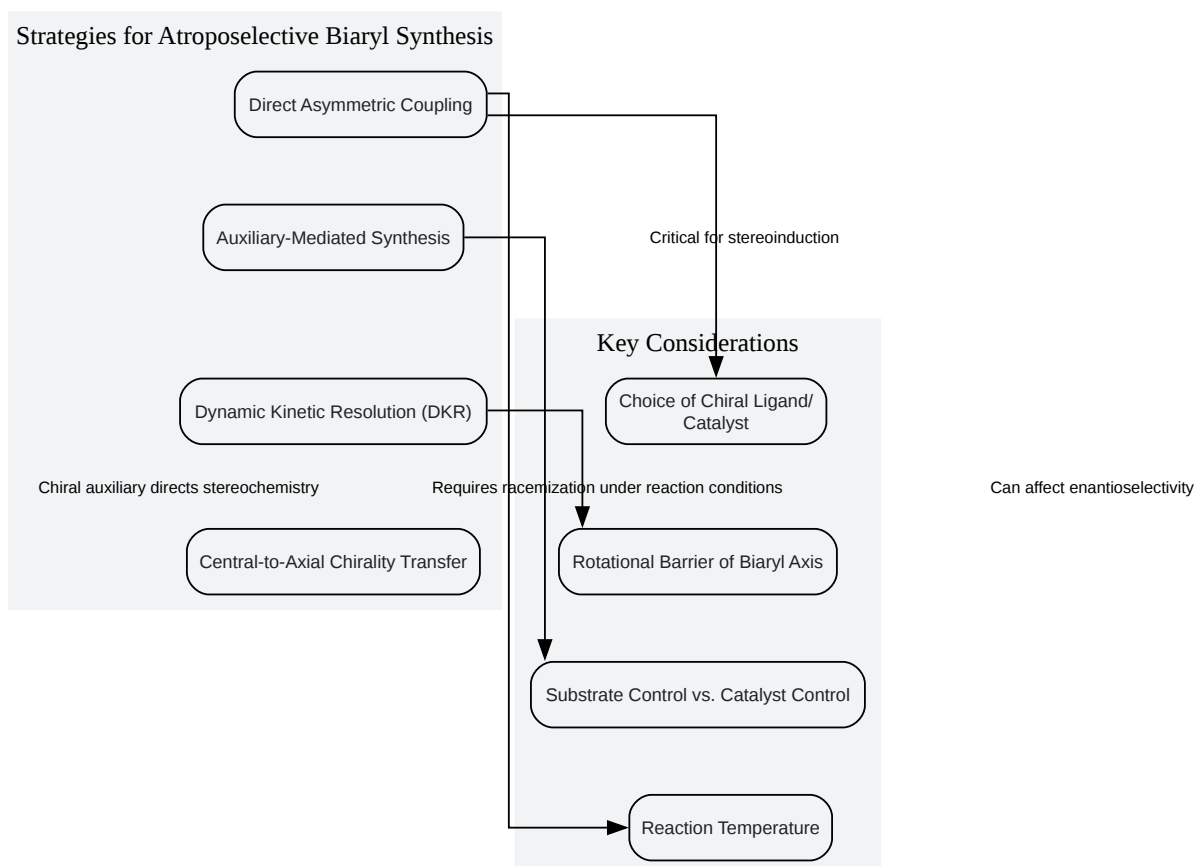 Strategies for Atroposelective Biaryl Synthesis
Direct Asymmetric Coupling
Auxiliary-Mediated Synthesis
Critical for stereoinduction
Key Considerations
Dynamic Kinetic Resolution (DKR)
Choice of Chiral Ligand/
Catalyst
Chiral auxiliary directs stereochemistry
Requires racemization under reaction conditions
Can affect enantioselectivity
Central-to-Axial Chirality Transfer
Rotational Barrier of Biaryl Axis
Substrate Control vs. Catalyst Control
Reaction Temperature